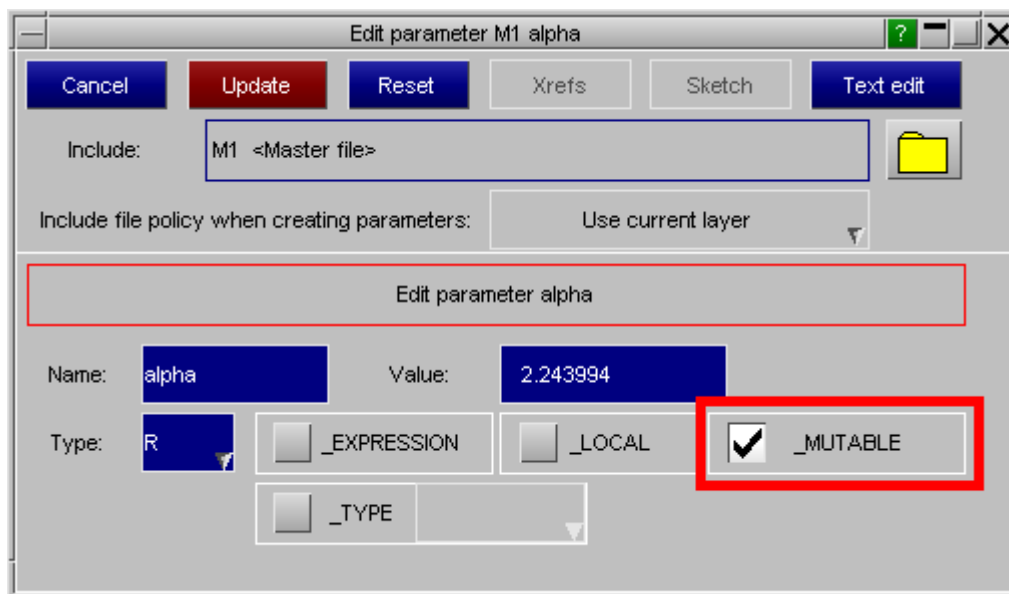 Edit parameter M1 alpha ?
Cancel Update Reset Xrefs Sketch Text edit
Include: M1 <Master file>
Include file policy when creating parameters: Use current layer
Edit parameter alpha
Name: alpha Value: 2.243994
Type: R _EXPRESSION _LOCAL _MUTABLE
_TYPE